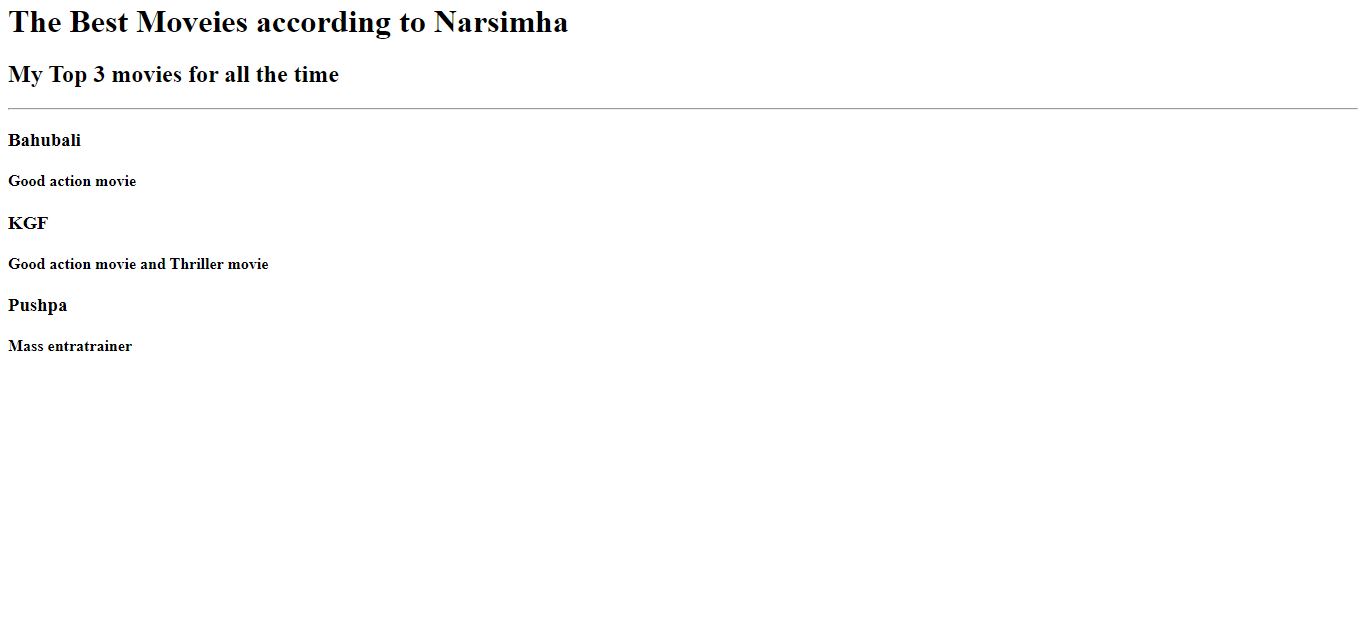 The Best Moveies according to Narsimha
My Top 3 movies for all the time
Bahubali
Good action movie
KGF
Good action movie and Thriller movie
Pushpa
Mass entratrainer